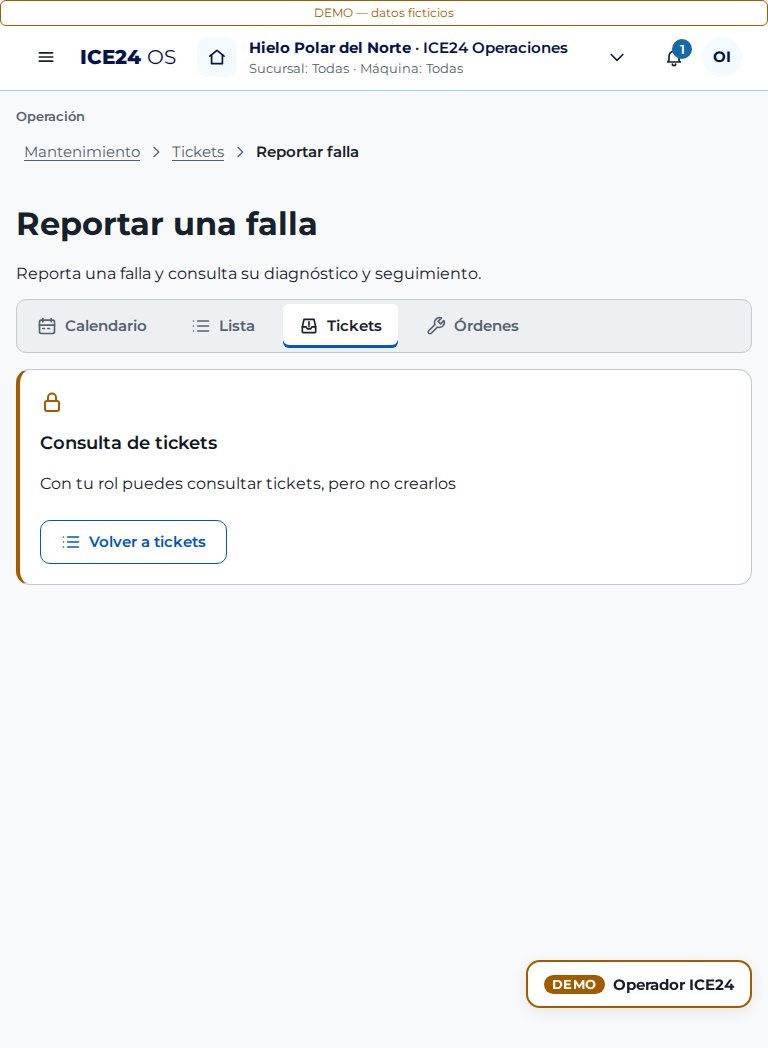 DEMO — datos ficticios
ICE24 OS
Hielo Polar del Norte · ICE24 Operaciones
Sucursal: Todas · Máquina: Todas
1
OI
Operación
Mantenimiento > Tickets > Reportar falla
Reportar una falla
Reporta una falla y consulta su diagnóstico y seguimiento.
Calendario Lista Tickets Órdenes
Consulta de tickets
Con tu rol puedes consultar tickets, pero no crearlos
Volver a tickets
DEMO Operador ICE24